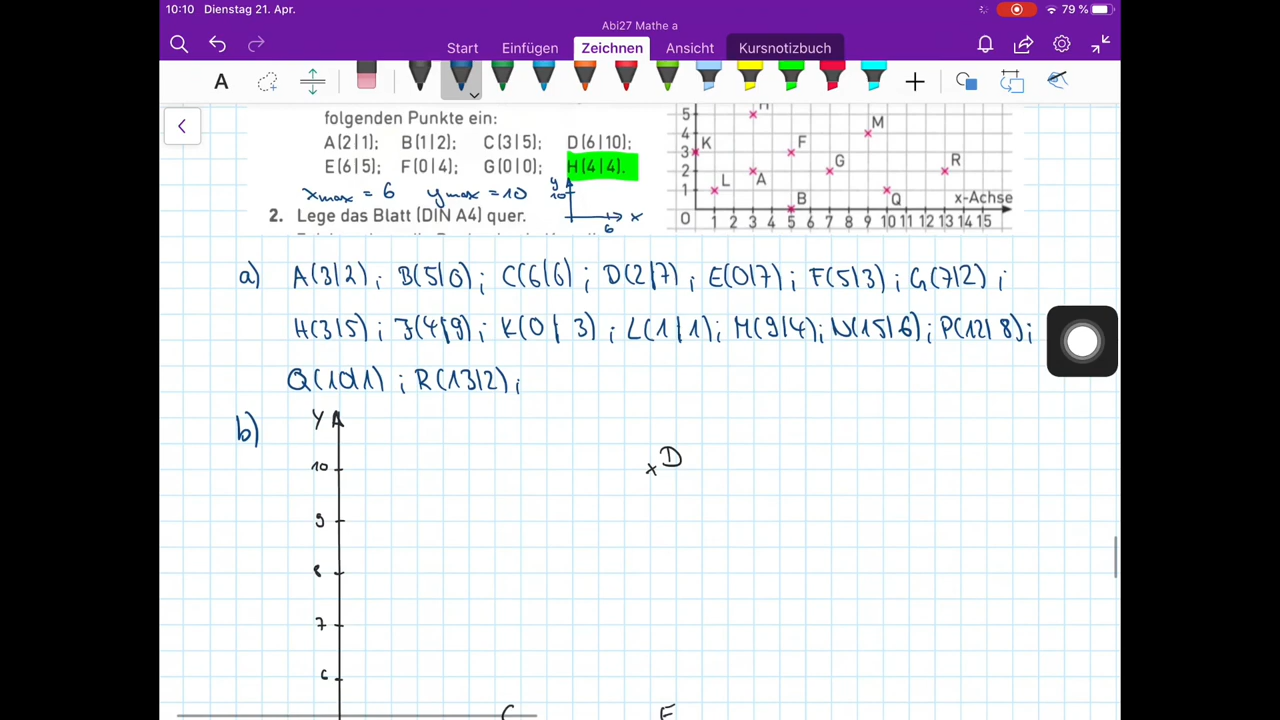 10:10 Dienstag 21. Apr. 79 %
Abi27 Mathe a
Start Einfügen Zeichnen Ansicht Kursnotizbuch
A
folgenden Punkte ein:
A(2|1); B(1|2); C(3|5); D(6|10);
E(6|5); F(0|4); G(0|0); H(4|4).
xmax = 6 ymax = 10
y
10
x
6
2. Lege das Blatt (DIN A4) quer.
5 H
4 M
3 K F
2 A G R
1 L B Q x-Achse
0 1 2 3 4 5 6 7 8 9 10 11 12 13 14 15
a) A(3|2); B(5|0); C(6|6); D(2|7); E(0|7); F(5|3); G(7|2);
H(3|5); J(4|9); K(0|3); L(1|1); M(9|4); N(15|6); P(12|8);
Q(10|1); R(13|2);
b) y
10 D
9
8
7
6
C E